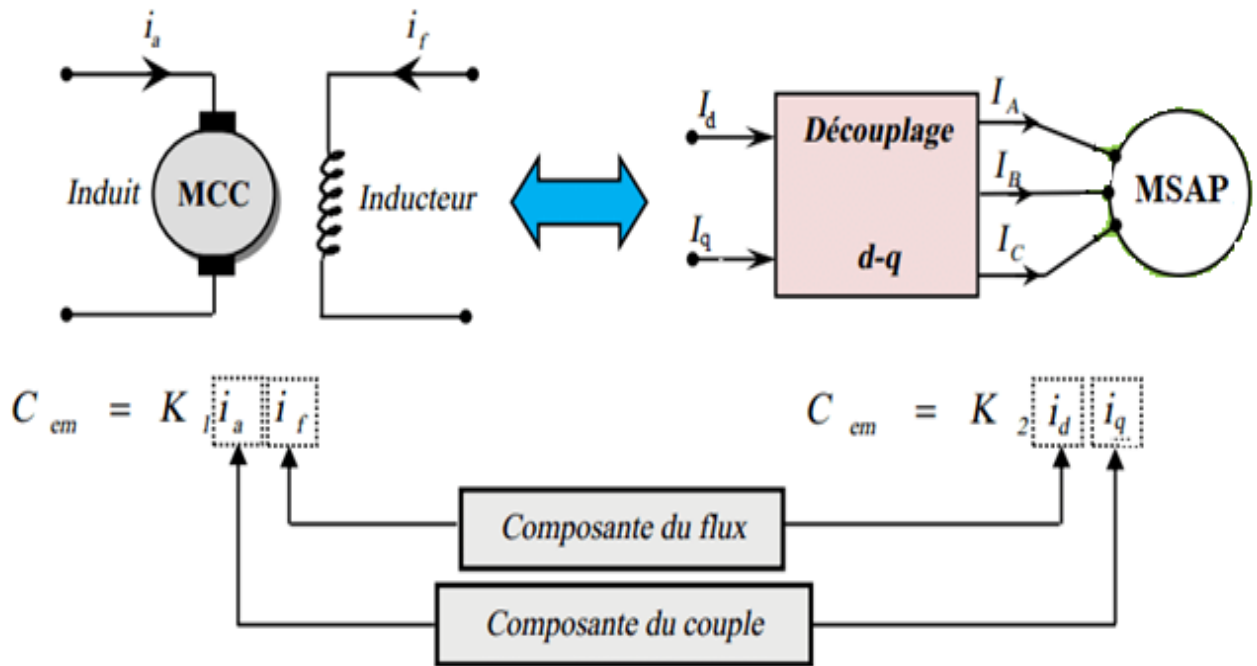 i_a
i_f
Induit
MCC
Inducteur
I_d
I_q
Découplage
d-q
I_A
I_B
I_C
MSAP
C_em = K_1 i_a i_f
C_em = K_2 i_d i_q
Composante du flux
Composante du couple